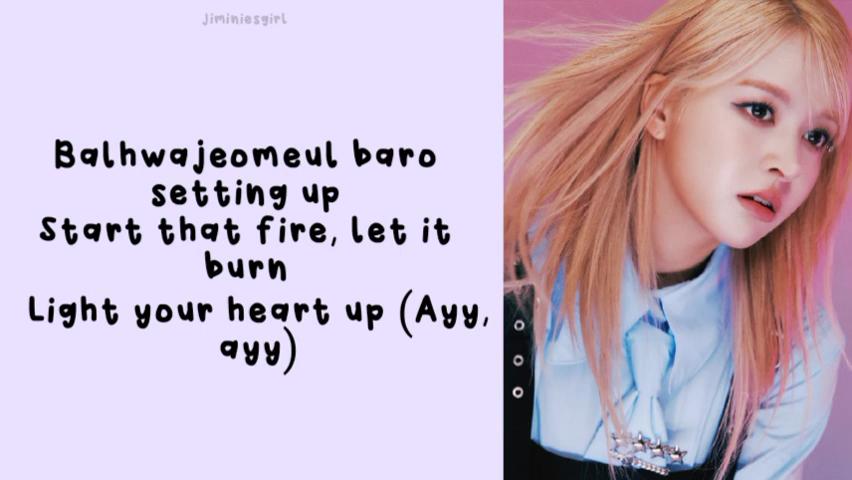 Jiminiesgirl
Balhwajeomeul baro
setting up
Start that fire, let it
burn
Light your heart up (Ayy,
ayy)